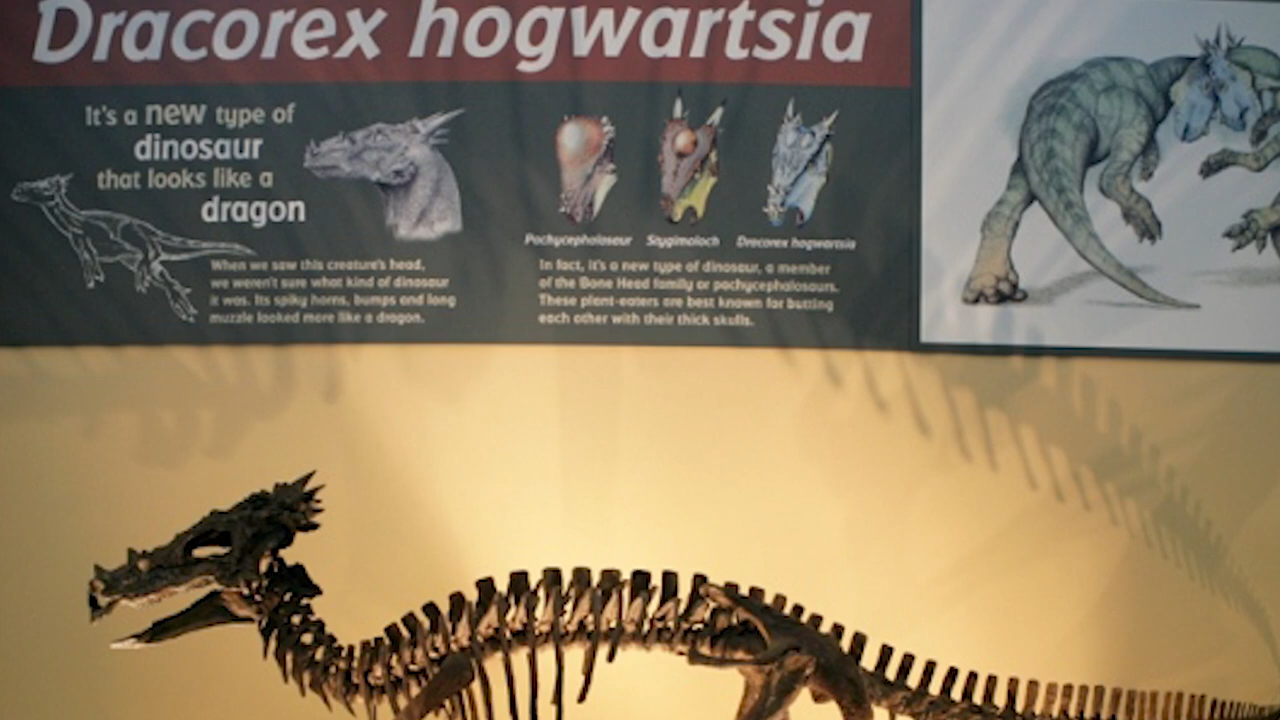 Dracorex hogwartsia
It's a new type of
dinosaur
that looks like a
dragon
When we saw this creature's head,
we weren't sure what kind of dinosaur
it was. Its spiky horns, bumps and long
muzzle looked more like a dragon.
Pachycephalosaur Stygimoloch Dracorex hogwartsia
In fact, it's a new type of dinosaur, a member
of the Bone Head family or pachycephalosaurs.
These plant-eaters are best known for butting
each other with their thick skulls.